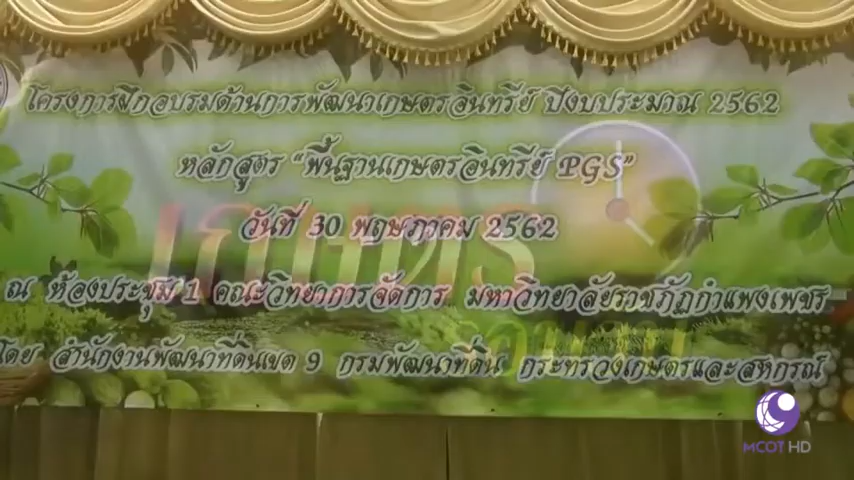 โครงการฝึกอบรมด้านการพัฒนาเกษตรอินทรีย์ ปีงบประมาณ 2562
หลักสูตร "พื้นฐานเกษตรอินทรีย์ PGS"
วันที่ 30 พฤษภาคม 2562
ณ ห้องประชุม 1 คณะวิทยาการจัดการ มหาวิทยาลัยราชภัฏกำแพงเพชร
โดย สำนักงานพัฒนาที่ดินเขต 9 กรมพัฒนาที่ดิน กระทรวงเกษตรและสหกรณ์
เกษตร
MCOT HD